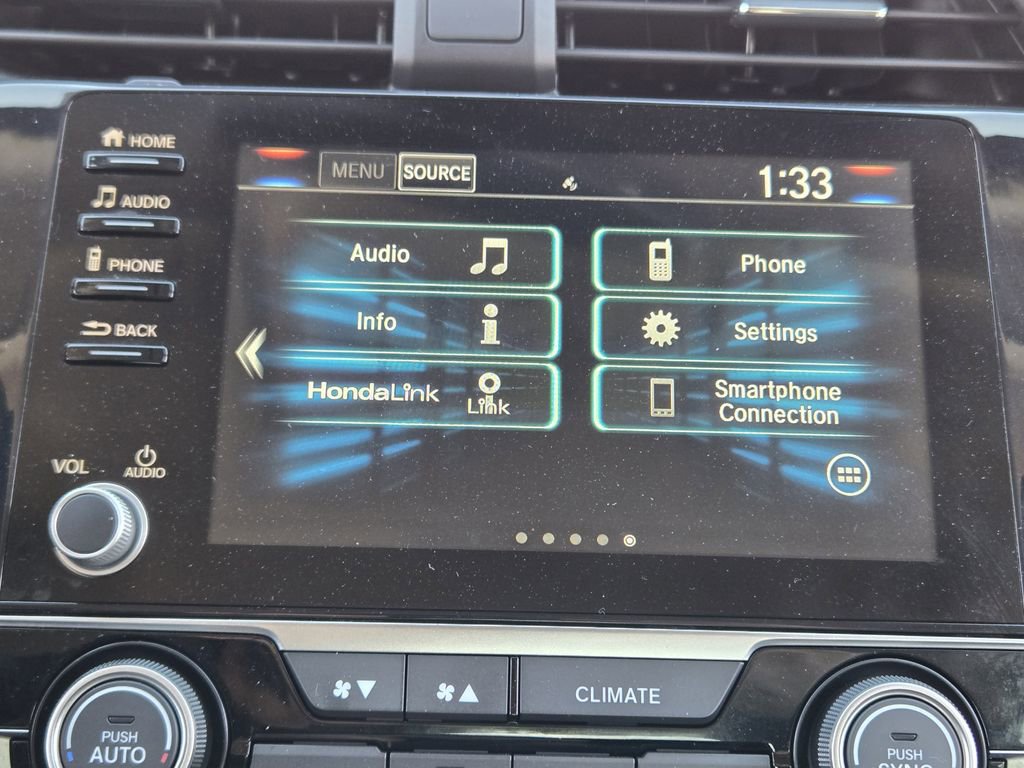 HOME
MENU
SOURCE
1:33
AUDIO
PHONE
BACK
Audio
Phone
Info
Settings
HondaLink
Link
Smartphone
Connection
VOL
AUDIO
CLIMATE
PUSH
AUTO
PUSH
SYNC